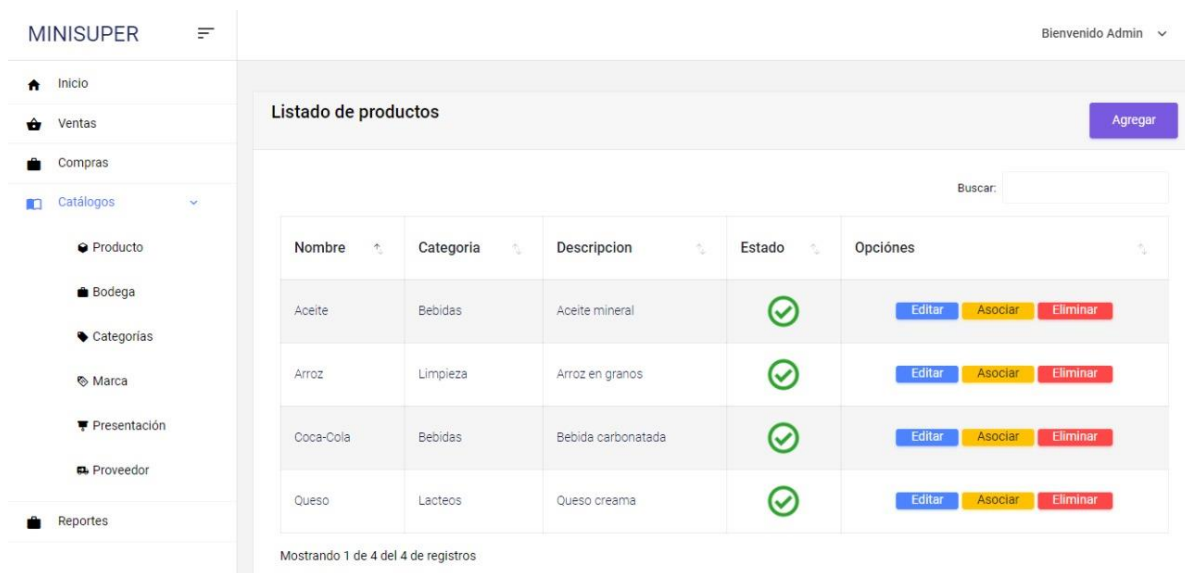 MINISUPER
Bienvenido Admin
Inicio
Ventas
Compras
Catálogos
Producto
Bodega
Categorías
Marca
Presentación
Proveedor
Reportes
Listado de productos
Agregar
Buscar:
Nombre Categoria Descripcion Estado Opciónes
Aceite Bebidas Aceite mineral Editar Asociar Eliminar
Arroz Limpieza Arroz en granos Editar Asociar Eliminar
Coca-Cola Bebidas Bebida carbonatada Editar Asociar Eliminar
Queso Lacteos Queso creama Editar Asociar Eliminar
Mostrando 1 de 4 del 4 de registros